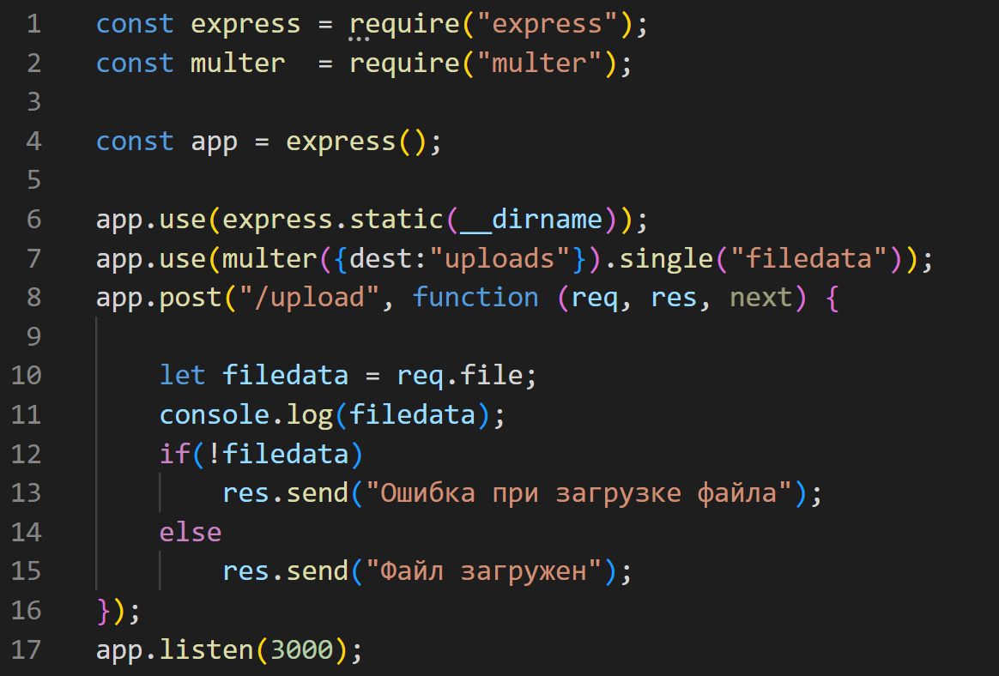 1 const express = require("express");
2 const multer  = require("multer");
3
4 const app = express();
5
6 app.use(express.static(__dirname));
7 app.use(multer({dest:"uploads"}).single("filedata"));
8 app.post("/upload", function (req, res, next) {
9
10     let filedata = req.file;
11     console.log(filedata);
12     if(!filedata)
13         res.send("Ошибка при загрузке файла");
14     else
15         res.send("Файл загружен");
16 });
17 app.listen(3000);